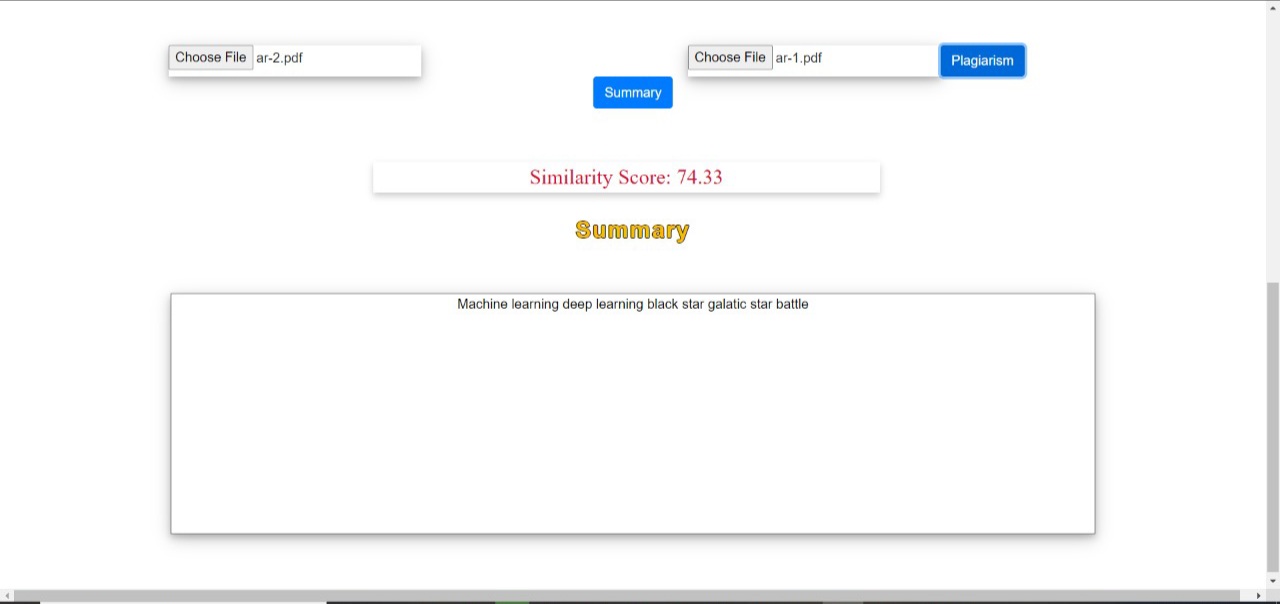 Choose File ar-2.pdf
Choose File ar-1.pdf
Plagiarism
Summary
Similarity Score: 74.33
Summary
Machine learning deep learning black star galatic star battle